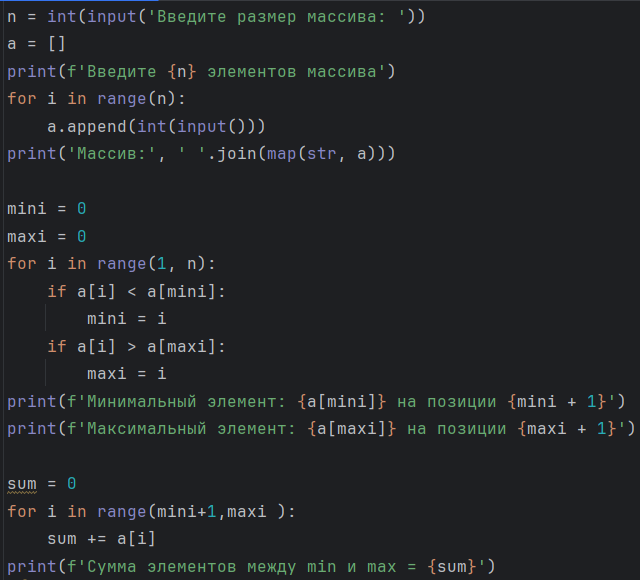 n = int(input('Введите размер массива: '))
a = []
print(f'Введите {n} элементов массива')
for i in range(n):
    a.append(int(input()))
print('Массив:', ' '.join(map(str, a)))

mini = 0
maxi = 0
for i in range(1, n):
    if a[i] < a[mini]:
        mini = i
    if a[i] > a[maxi]:
        maxi = i
print(f'Минимальный элемент: {a[mini]} на позиции {mini + 1}')
print(f'Максимальный элемент: {a[maxi]} на позиции {maxi + 1}')

sum = 0
for i in range(mini+1,maxi ):
    sum += a[i]
print(f'Сумма элементов между min и max = {sum}')